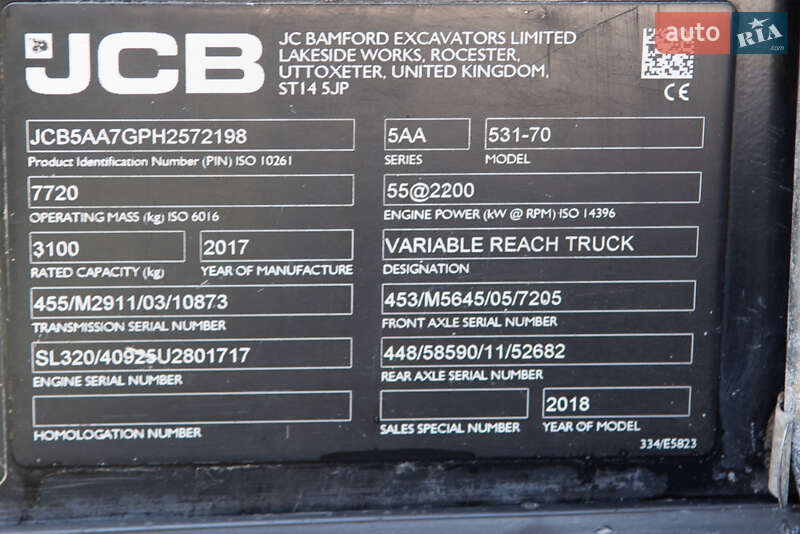 JCB
JC BAMFORD EXCAVATORS LIMITED
LAKESIDE WORKS, ROCESTER,
UTTOXETER, UNITED KINGDOM,
ST14 5JP
auto RIA .com
CE
JCB5AA7GPH2572198
Product Identification Number (PIN) ISO 10261
5AA
SERIES
531-70
MODEL
7720
OPERATING MASS (kg) ISO 6016
55@2200
ENGINE POWER (kW @ RPM) ISO 14396
3100
RATED CAPACITY (kg)
2017
YEAR OF MANUFACTURE
VARIABLE REACH TRUCK
DESIGNATION
455/M2911/03/10873
TRANSMISSION SERIAL NUMBER
453/M5645/05/7205
FRONT AXLE SERIAL NUMBER
SL320/40925U2801717
ENGINE SERIAL NUMBER
448/58590/11/52682
REAR AXLE SERIAL NUMBER
HOMOLOGATION NUMBER
SALES SPECIAL NUMBER
2018
YEAR OF MODEL
334/E5823